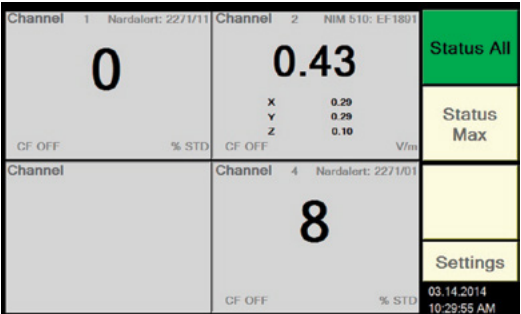 Channel 1 Nardalert: 2271/11
0
CF OFF % STD
Channel 2 NIM 510: EF1891
0.43
X 0.29
Y 0.29
Z 0.10
CF OFF V/m
Channel
Channel 4 Nardalert: 2271/01
8
CF OFF % STD
Status All
Status
Max
Settings
03.14.2014
10:29:55 AM